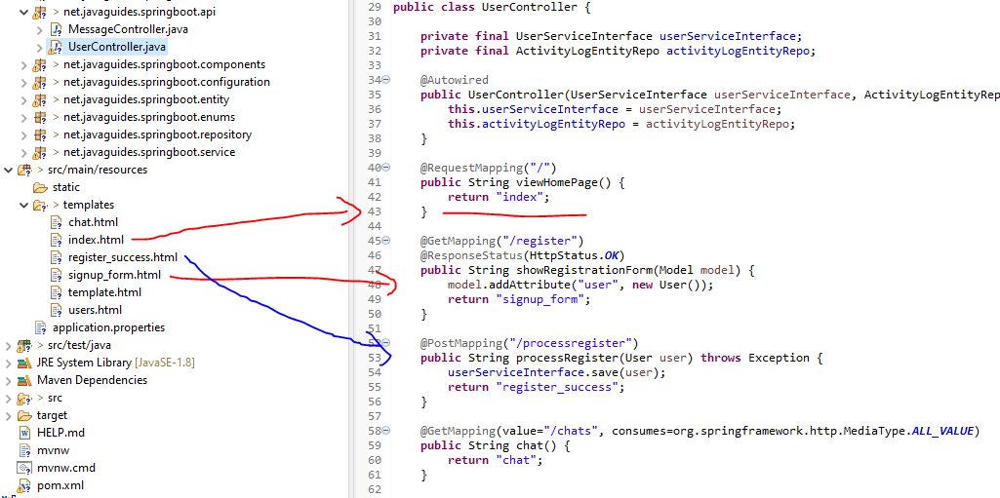 > net.javaguides.springboot.api
> MessageController.java
> UserController.java
> net.javaguides.springboot.components
> net.javaguides.springboot.configuration
> net.javaguides.springboot.entity
> net.javaguides.springboot.enums
> net.javaguides.springboot.repository
> net.javaguides.springboot.service
> src/main/resources
static
> templates
chat.html
index.html
register_success.html
signup_form.html
template.html
users.html
application.properties
> src/test/java
JRE System Library [JavaSE-1.8]
Maven Dependencies
> src
target
HELP.md
mvnw
mvnw.cmd
pom.xml
29 public class UserController {
30
31 private final UserServiceInterface userServiceInterface;
32 private final ActivityLogEntityRepo activityLogEntityRepo;
33
34 @Autowired
35 public UserController(UserServiceInterface userServiceInterface, ActivityLogEntityRep
36 this.userServiceInterface = userServiceInterface;
37 this.activityLogEntityRepo = activityLogEntityRepo;
38 }
39
40 @RequestMapping("/")
41 public String viewHomePage() {
42 return "index";
43 }
44
45 @GetMapping("/register")
46 @ResponseStatus(HttpStatus.OK)
47 public String showRegistrationForm(Model model) {
48 model.addAttribute("user", new User());
49 return "signup_form";
50 }
51
52 @PostMapping("/processregister")
53 public String processRegister(User user) throws Exception {
54 userServiceInterface.save(user);
55 return "register_success";
56 }
57
58 @GetMapping(value="/chats", consumes=org.springframework.http.MediaType.ALL_VALUE)
59 public String chat() {
60 return "chat";
61 }
62